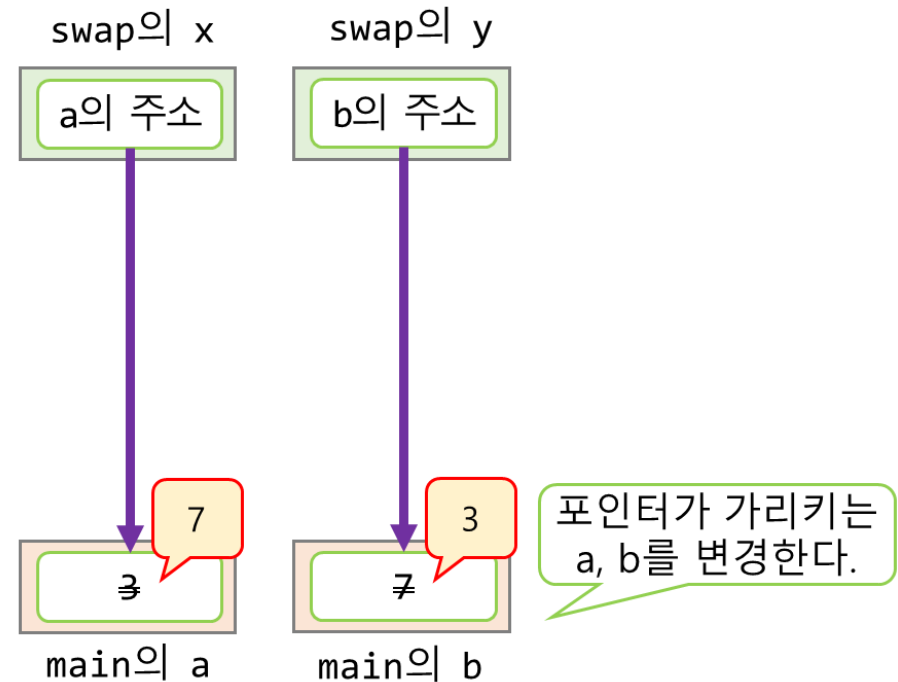 swap의 x
swap의 y
a의 주소
b의 주소
7
3
3
7
포인터가 가리키는
a, b를 변경한다.
main의 a
main의 b